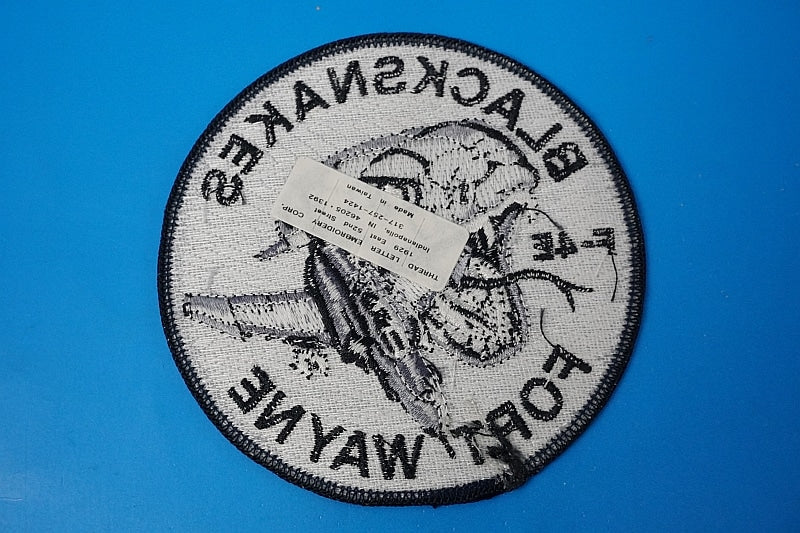 BLACKSNAKES
F-4E
FORT WAYNE
THREAD LETTER EMBROIDERY CORP.
1929 East 52nd Street
Indianapolis, IN 46205-1392
317-257-1424
Made in Taiwan